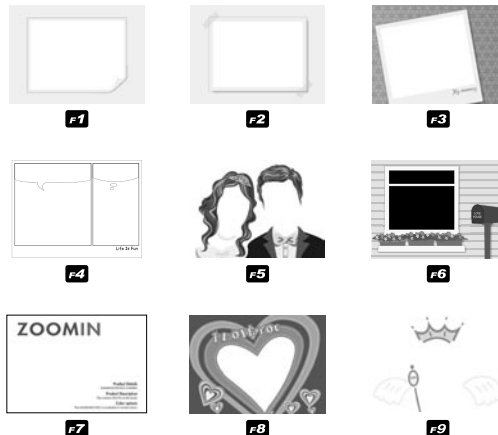 My memory
F1
F2
F3
Life Is Fun
F4
F5
F6
ZOOMIN
Product Details
Product Description
Color options
I LOVE YOU
F7
F8
F9